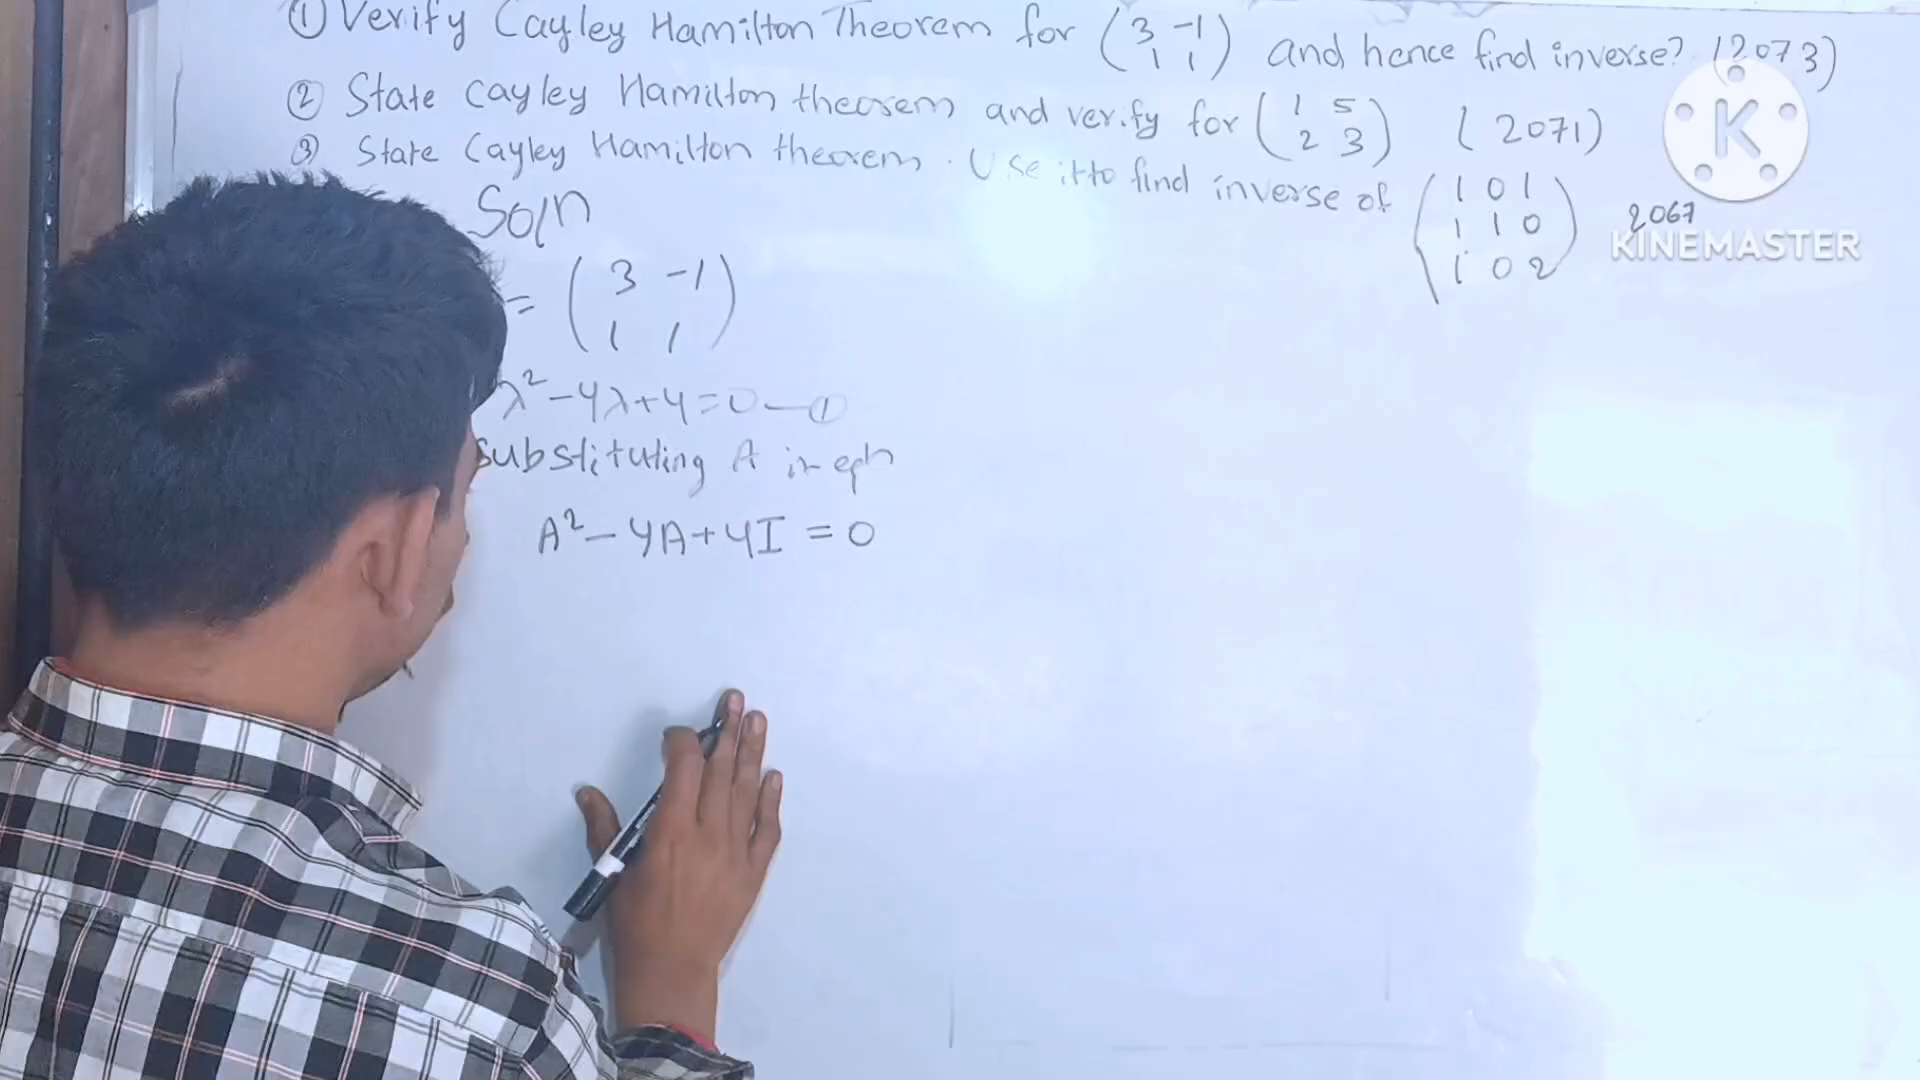 ① Verify Cayley Hamilton Theorem for (3 -1 and hence find inverse? (2073)
1 1)
② State Cayley Hamilton theorem and verify for (1 5 (2071)
2 3)
③ State Cayley Hamilton theorem. Use it to find inverse of (1 0 1
1 1 0
1 0 2) 2067
K
KINEMASTER
Soln
= (3 -1
1 1)
λ² - 4λ + 4 = 0 — ①
substituting A in eqn
A² - 4A + 4I = 0